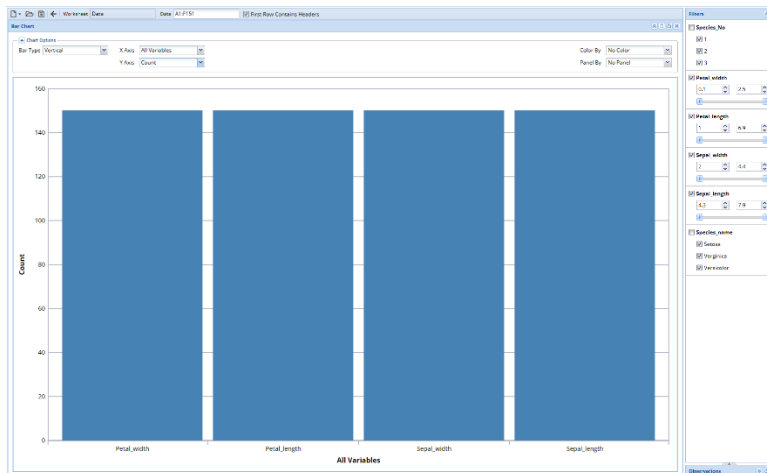 Worksheet Data Data A1:F151 First Row Contains Headers
Bar Chart
Chart Options
Bar Type Vertical X Axis All Variables Color By No Color
Y Axis Count Panel By No Panel
160
140
120
100
80
60
40
20
0
Count
Petal_width Petal_length Sepal_width Sepal_length
All Variables
Filters
Species_No
1
2
3
Petal_width
0.1 2.5
Petal_length
1 6.9
Sepal_width
2 4.4
Sepal_length
4.3 7.9
Species_name
Setosa
Verginica
Versicolor
Observations